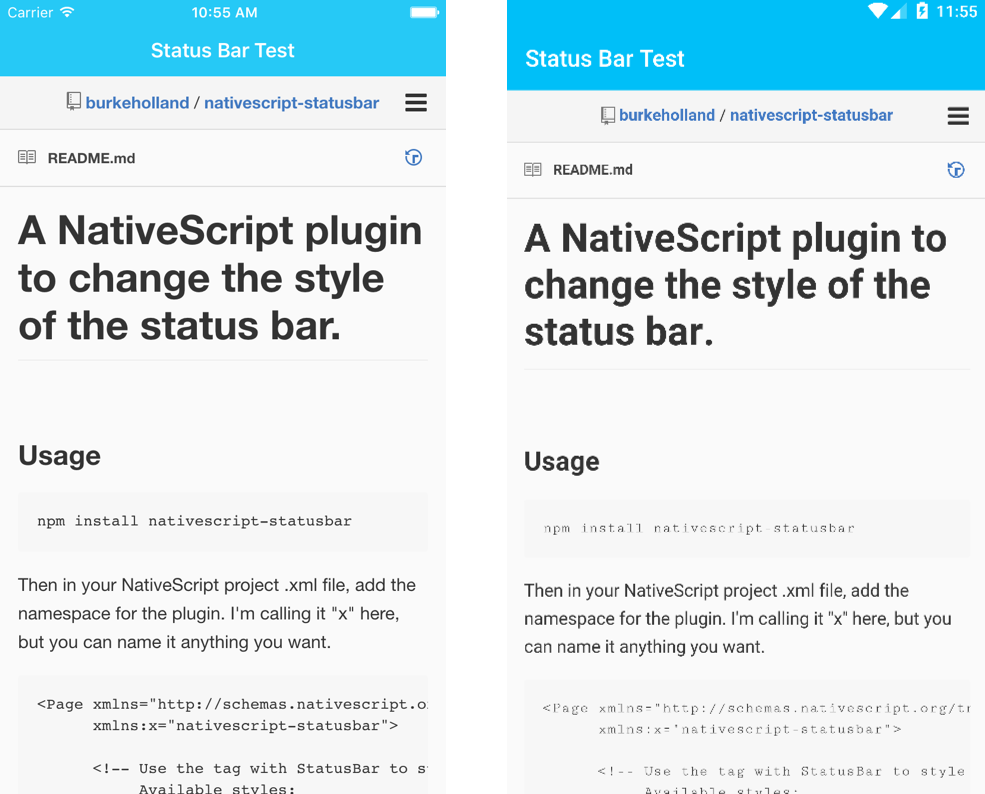 Carrier 10:55 AM
Status Bar Test
burkeholland / nativescript-statusbar
README.md
A NativeScript plugin
to change the style
of the status bar.
Usage
npm install nativescript-statusbar
Then in your NativeScript project .xml file, add the
namespace for the plugin. I'm calling it "x" here,
but you can name it anything you want.
<Page xmlns="http://schemas.nativescript.o
xmlns:x="nativescript-statusbar">
<!-- Use the tag with StatusBar to s
Available styles:
11:55
Status Bar Test
burkeholland / nativescript-statusbar
README.md
A NativeScript plugin to
change the style of the
status bar.
Usage
npm install nativescript-statusbar
Then in your NativeScript project .xml file, add the
namespace for the plugin. I'm calling it "x" here, but you
can name it anything you want.
<Page xmlns="http://schemas.nativescript.org/t
xmlns:x="nativescript-statusbar">
<!-- Use the tag with StatusBar to style
Available styles: